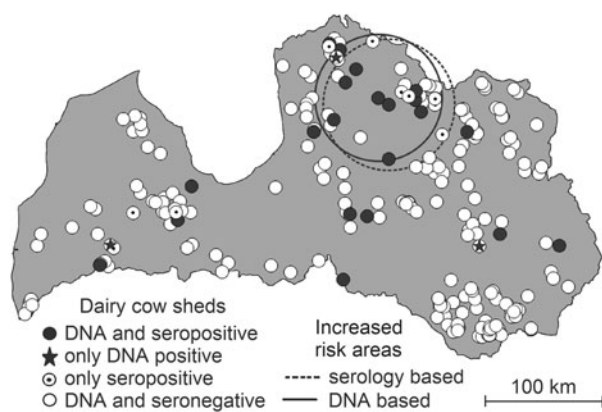 Dairy cow sheds
DNA and seropositive
only DNA positive
only seropositive
DNA and seronegative
Increased
risk areas
serology based
DNA based
100 km